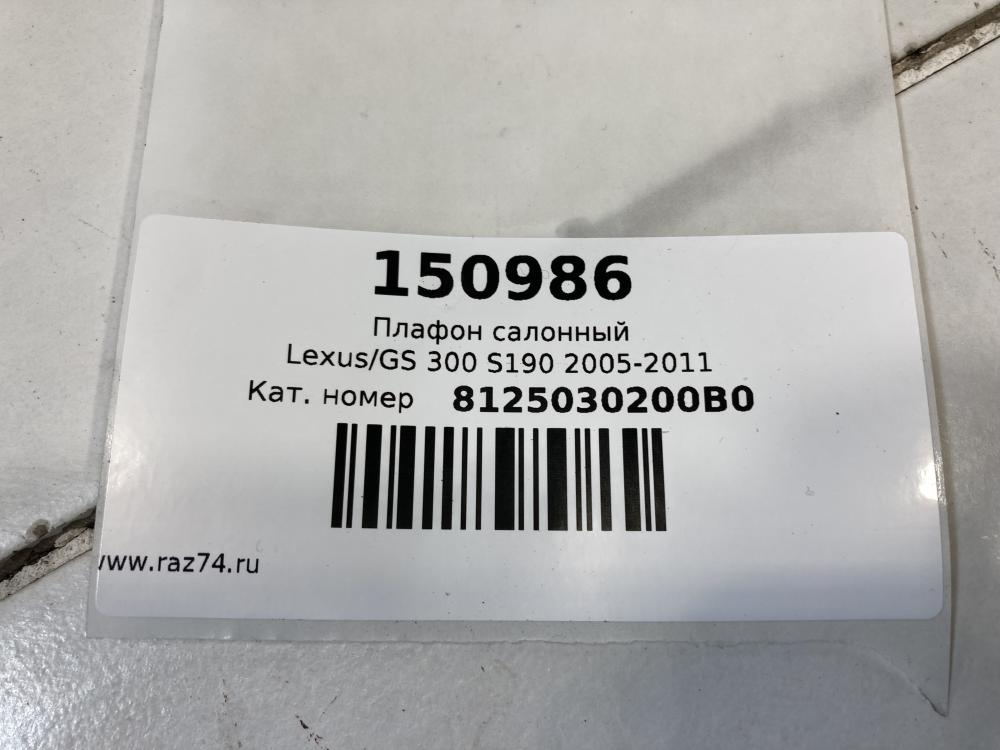 150986
Плафон салонный
Lexus/GS 300 S190 2005-2011
Кат. номер 8125030200B0
www.raz74.ru